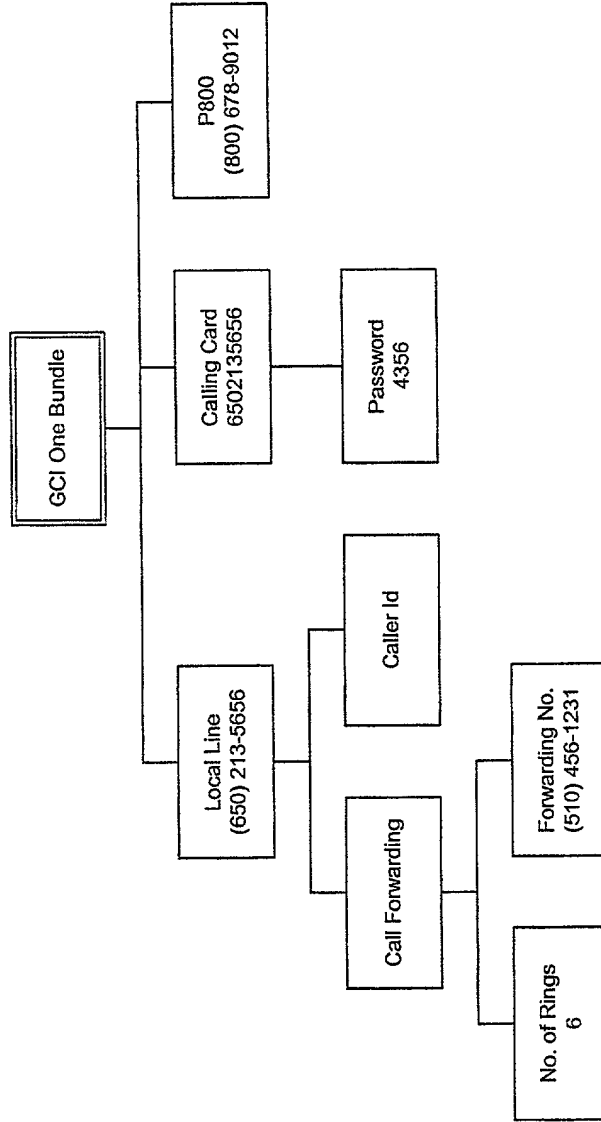 GCI One Bundle
Local Line
(650) 213-5656
Calling Card
6502135656
P800
(800) 678-9012
Call Forwarding
Caller Id
Password
4356
No. of Rings
6
Forwarding No.
(510) 456-1231